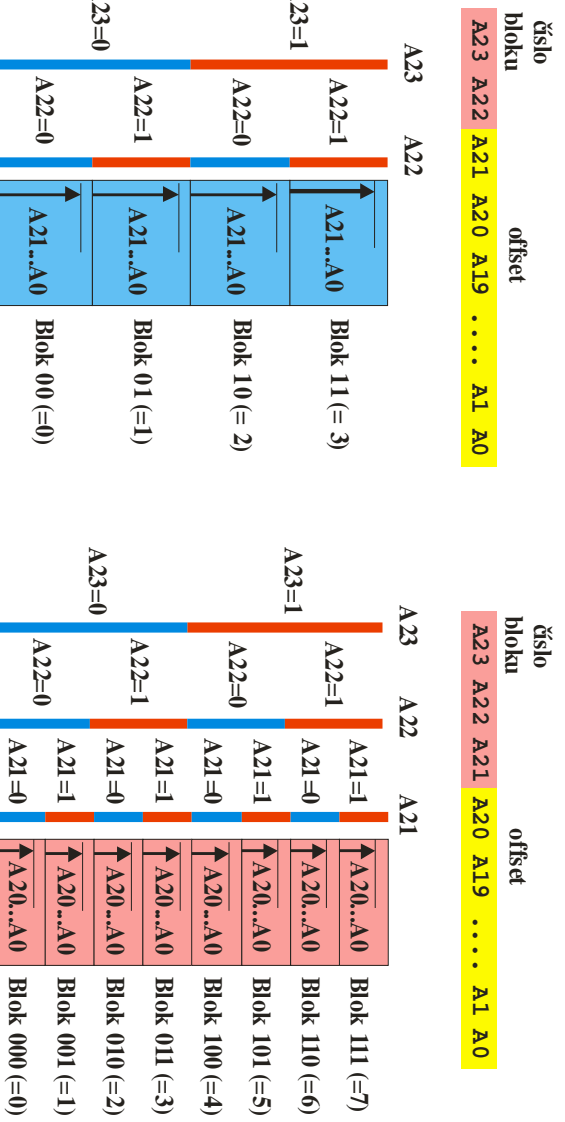 číslo
bloku
offset
A23 A22 A21 A20 A19 .... A1 A0
A23
A22
23=1
23=0
A22=1
A22=0
A22=1
A22=0
A21...A0
A21...A0
A21...A0
A21...A0
Blok 11 (= 3)
Blok 10 (= 2)
Blok 01 (=1)
Blok 00 (=0)
číslo
bloku
offset
A23 A22 A21 A20 A19 .... A1 A0
A23
A22
A21
A23=1
A23=0
A22=1
A22=0
A22=1
A22=0
A21=1
A21=0
A21=1
A21=0
A21=1
A21=0
A21=1
A21=0
A20...A0
A20...A0
A20...A0
A20...A0
A20...A0
A20...A0
A20...A0
A20...A0
Blok 111 (=7)
Blok 110 (=6)
Blok 101 (=5)
Blok 100 (=4)
Blok 011 (=3)
Blok 010 (=2)
Blok 001 (=1)
Blok 000 (=0)